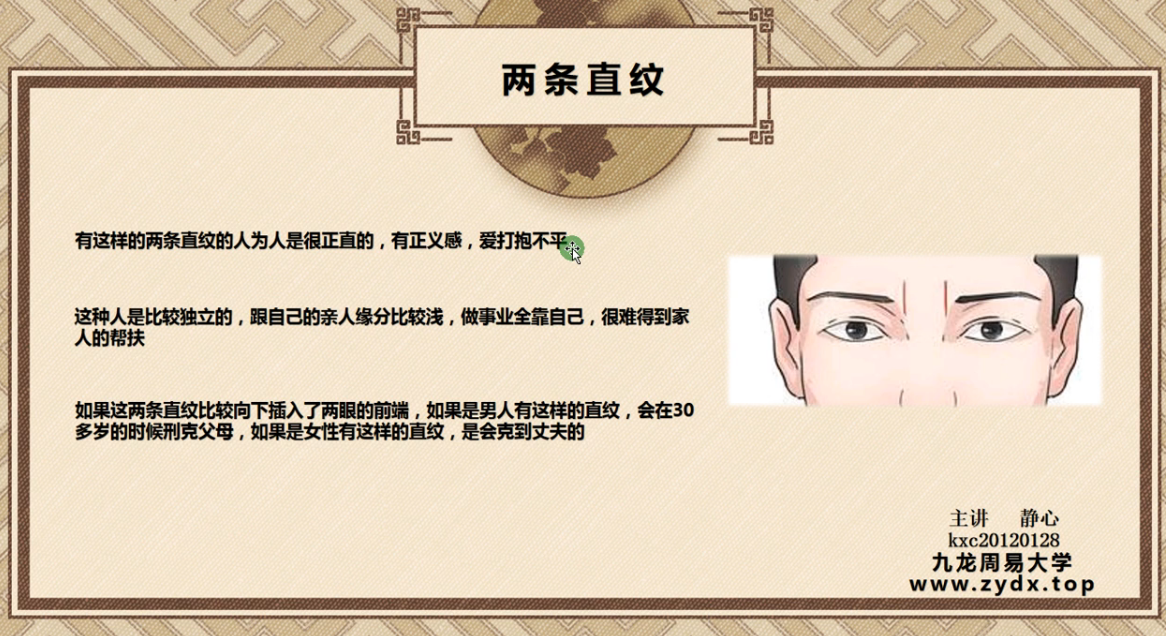 两条直纹
有这样的两条直纹的人为人是很正直的，有正义感，爱打抱不平
这种人是比较独立的，跟自己的亲人缘分比较浅，做事业全靠自己，很难得到家
人的帮扶
如果这两条直纹比较向下插入了两眼的前端，如果是男人有这样的直纹，会在30
多岁的时候刑克父母，如果是女性有这样的直纹，是会克到丈夫的
主讲 静心
kxc20120128
九龙周易大学
www.zydx.top